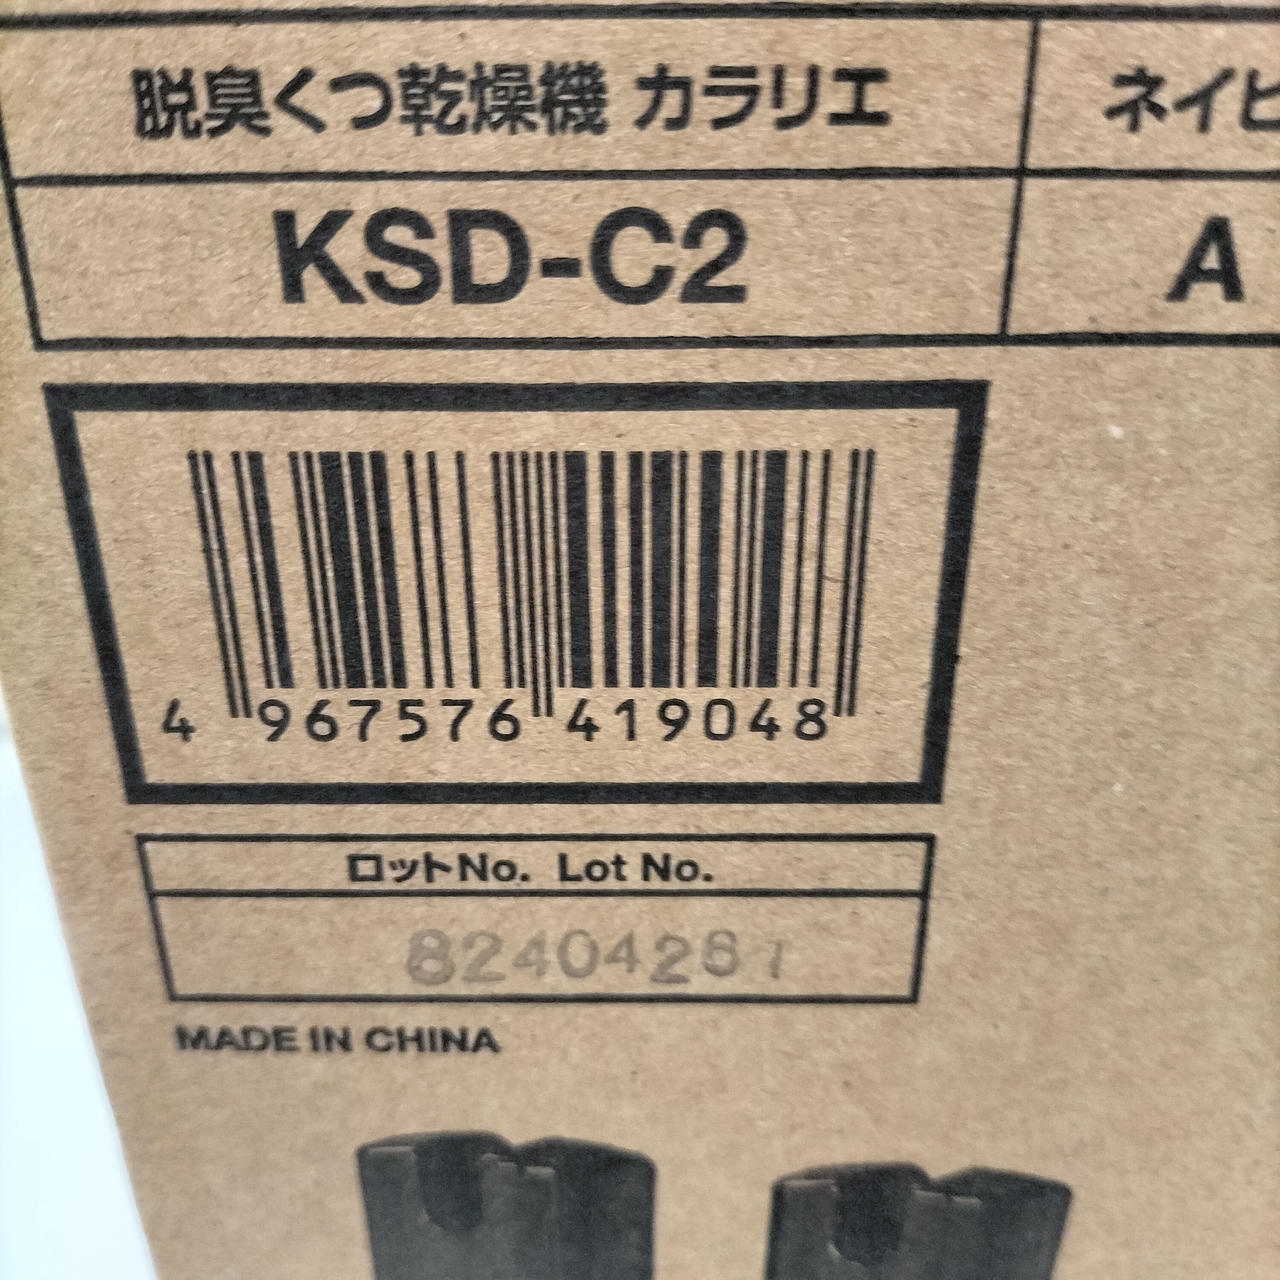 脱臭くつ乾燥機 カラリエ
ネイビ
KSD-C2
A
4 967576 419048
ロットNo. Lot No.
82404261
MADE IN CHINA